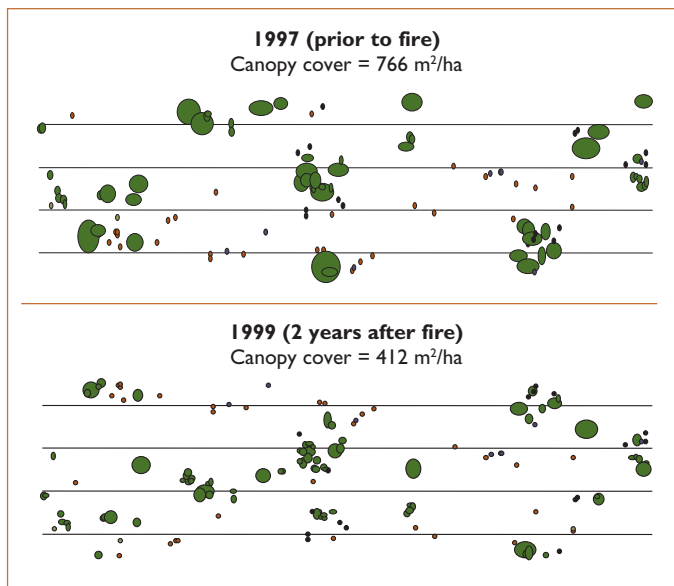 1997 (prior to fire)
Canopy cover = 766 m²/ha
1999 (2 years after fire)
Canopy cover = 412 m²/ha